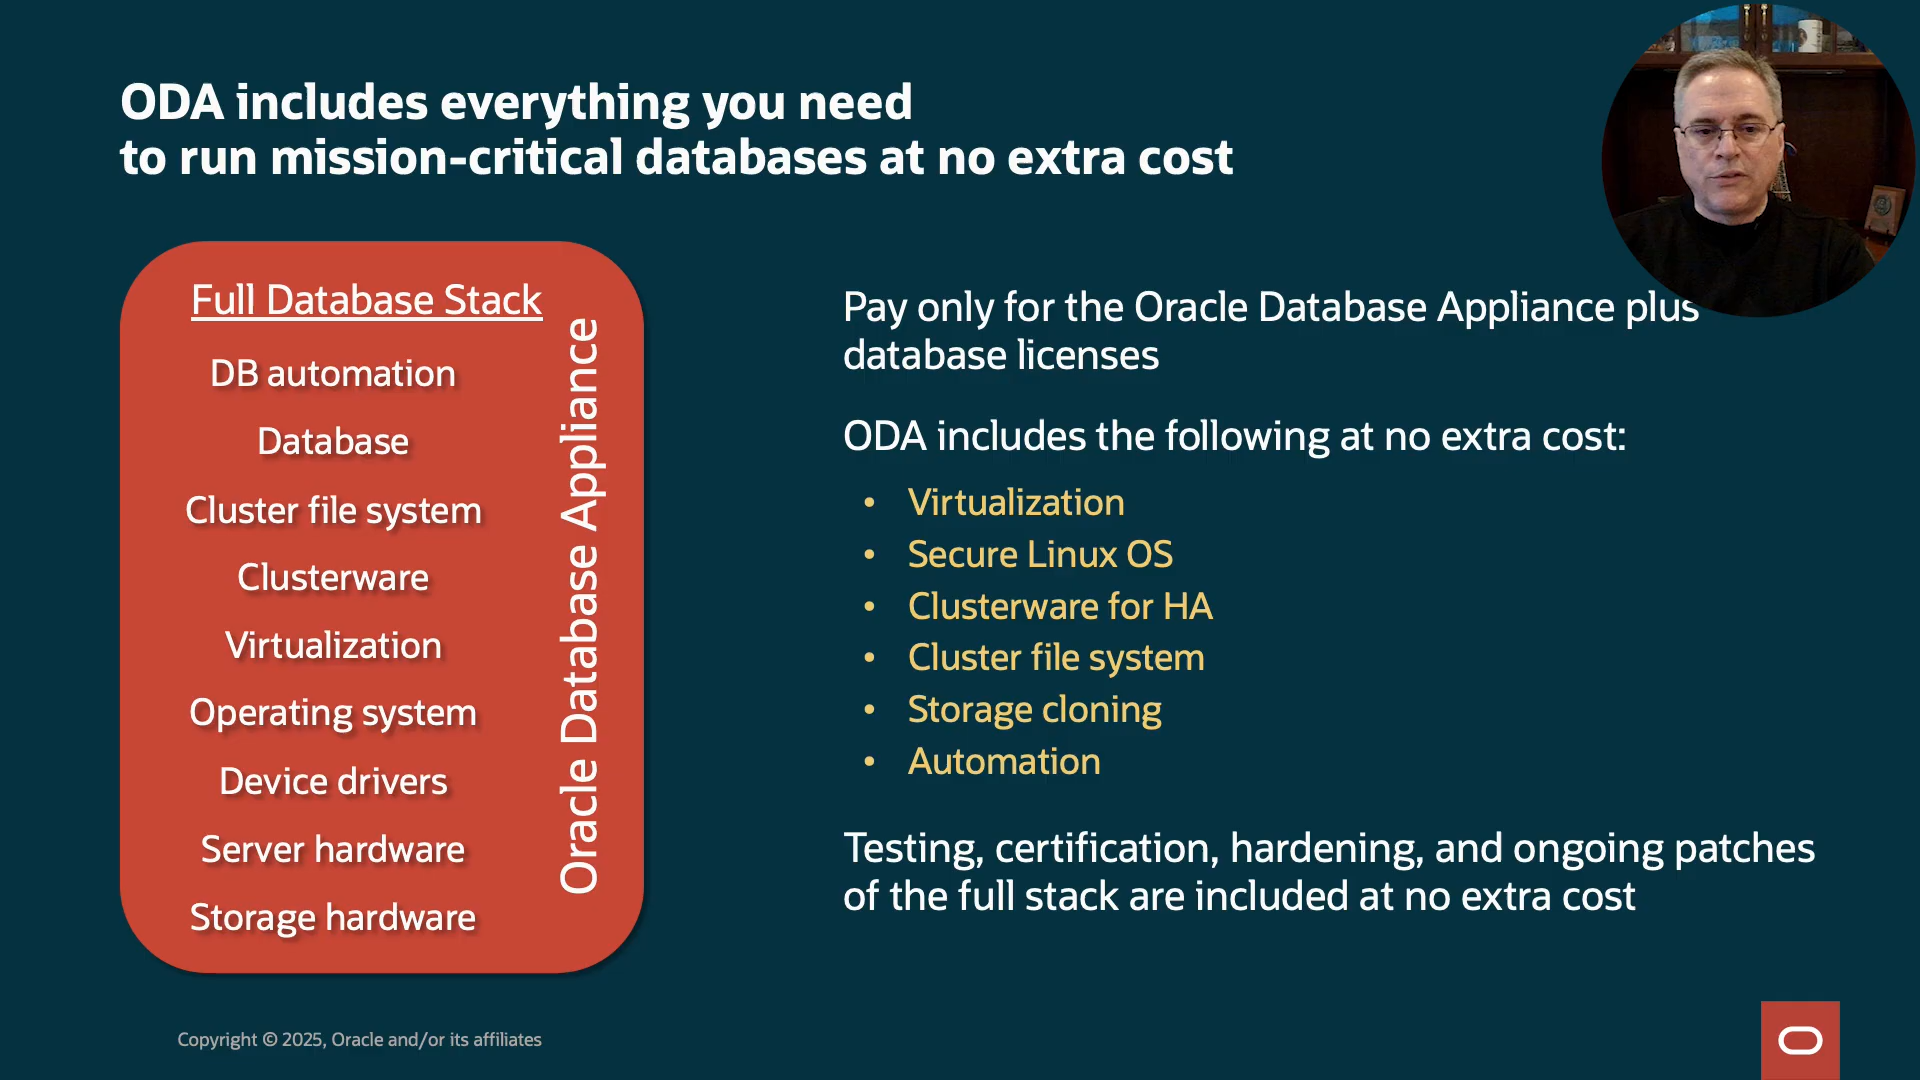 ODA includes everything you need
to run mission-critical databases at no extra cost
Full Database Stack
DB automation
Database
Cluster file system
Clusterware
Virtualization
Operating system
Device drivers
Server hardware
Storage hardware
Oracle Database Appliance
Pay only for the Oracle Database Appliance plus
database licenses
ODA includes the following at no extra cost:
• Virtualization
• Secure Linux OS
• Clusterware for HA
• Cluster file system
• Storage cloning
• Automation
Testing, certification, hardening, and ongoing patches
of the full stack are included at no extra cost
Copyright © 2025, Oracle and/or its affiliates